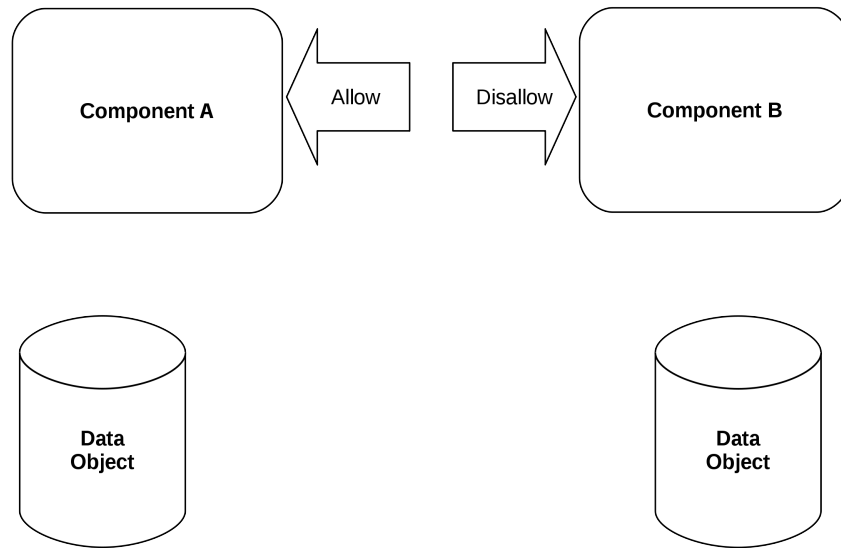 Component A
Allow
Disallow
Component B
Data
Object
Data
Object